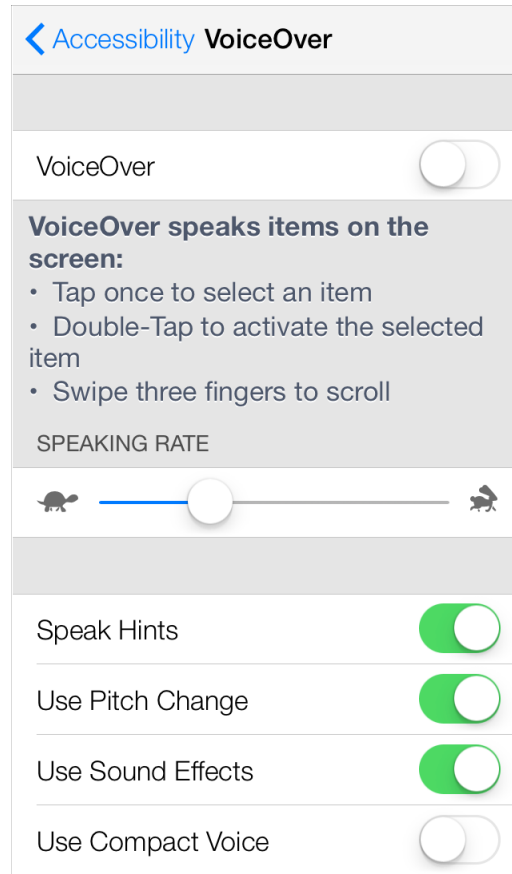 Accessibility VoiceOver
VoiceOver
VoiceOver speaks items on the
screen:
• Tap once to select an item
• Double-Tap to activate the selected
item
• Swipe three fingers to scroll
SPEAKING RATE
Speak Hints
Use Pitch Change
Use Sound Effects
Use Compact Voice